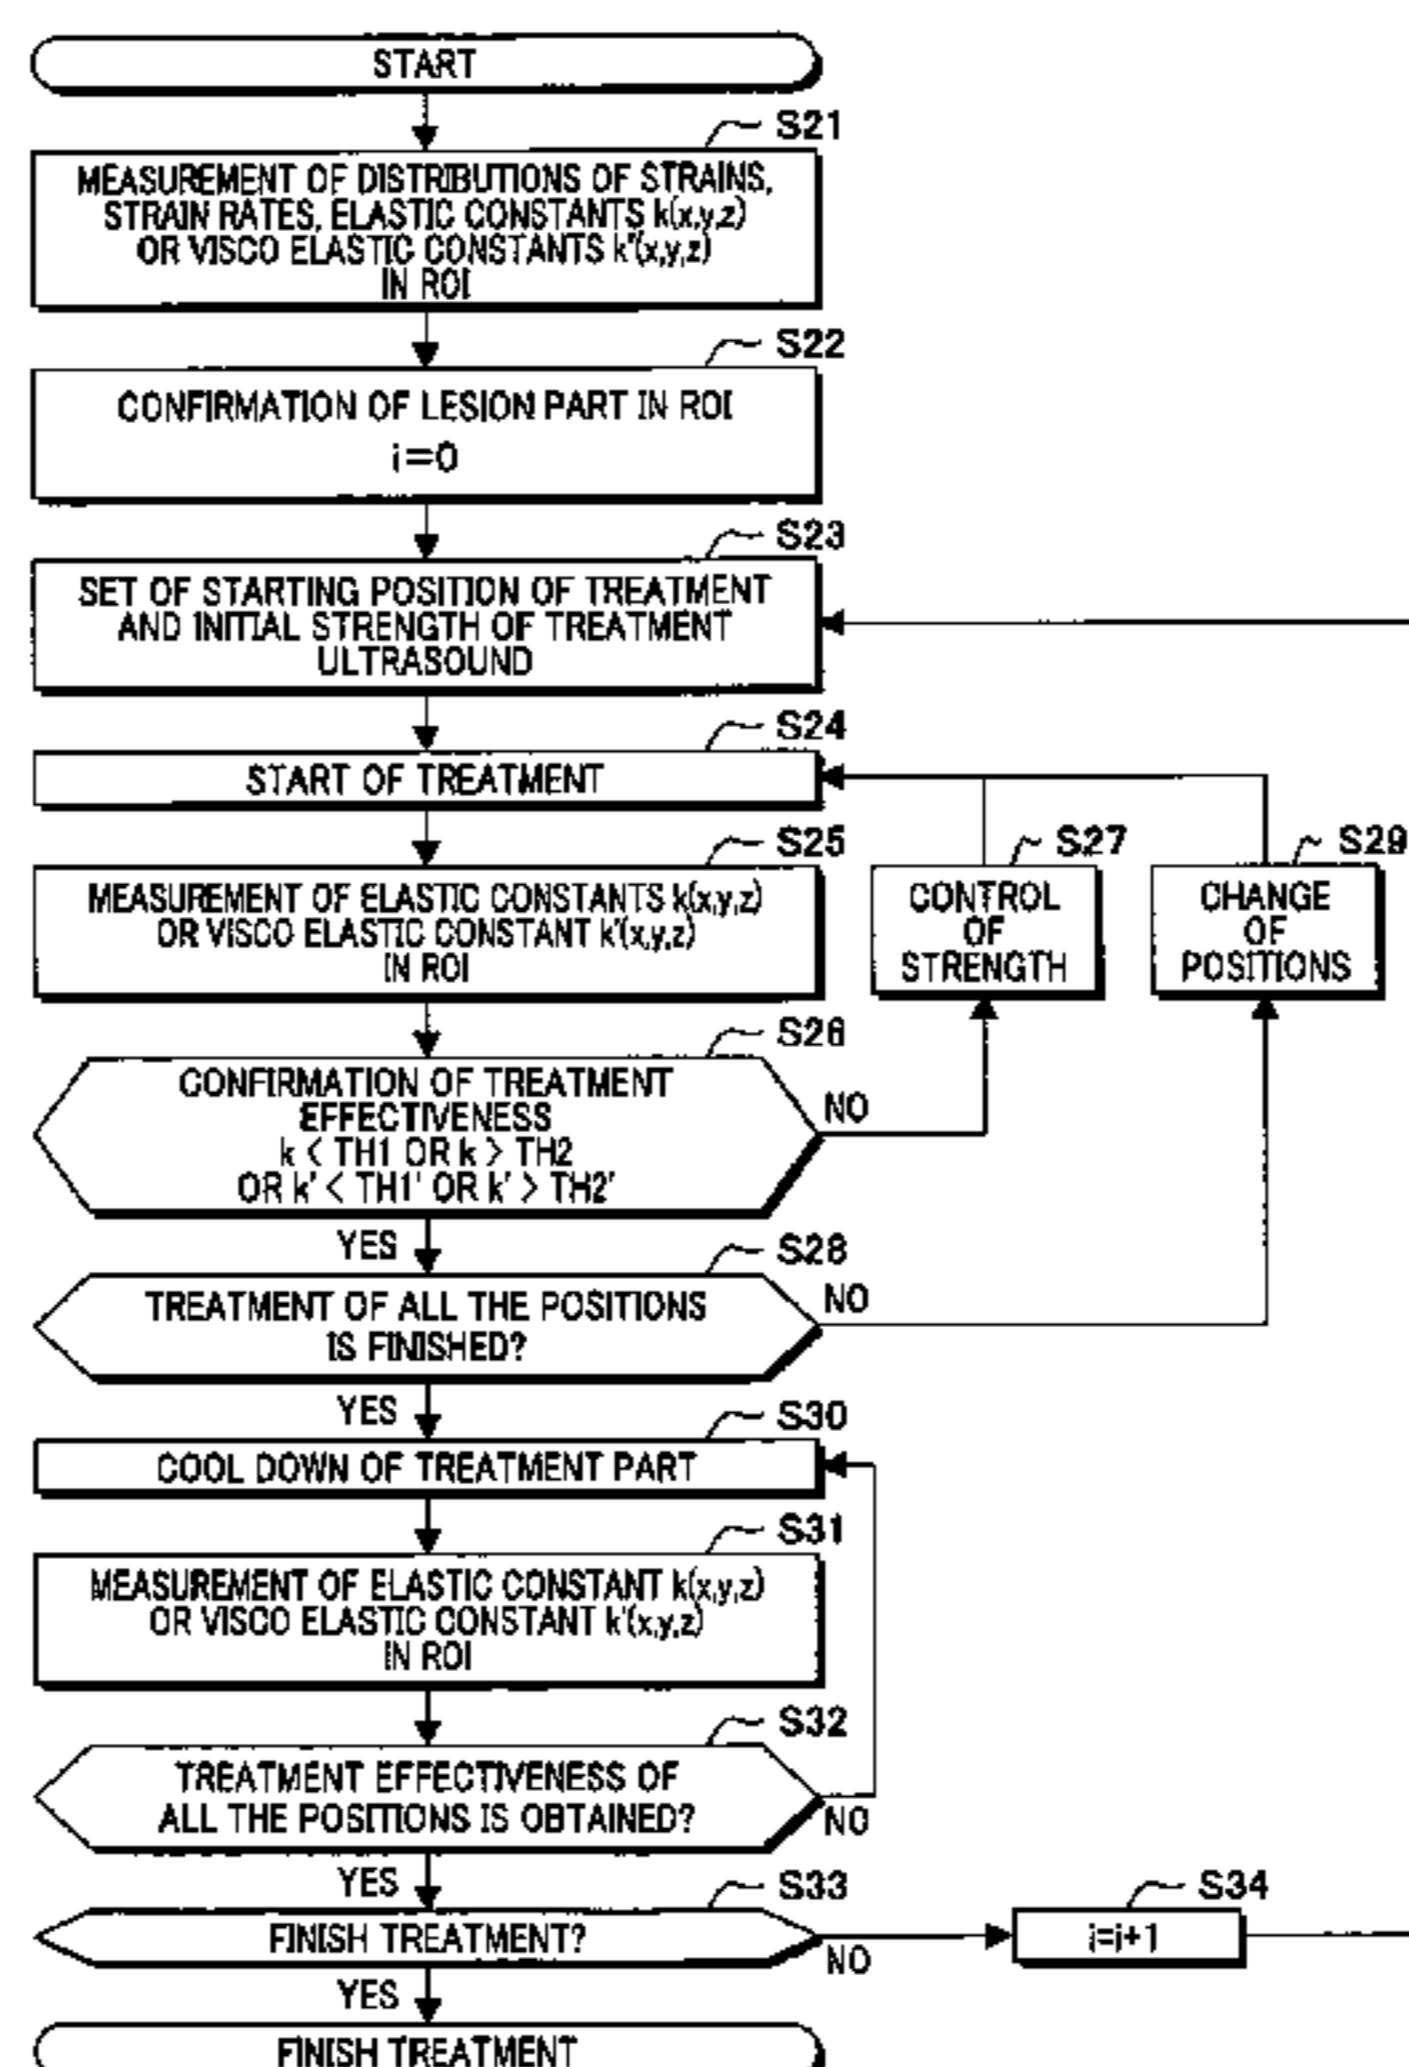 START
S21
MEASUREMENT OF DISTRIBUTIONS OF STRAINS,
STRAIN RATES, ELASTIC CONSTANTS k(x,y,z)
OR VISCO ELASTIC CONSTANTS k'(x,y,z)
IN ROI
S22
CONFIRMATION OF LESION PART IN ROI
i=0
S23
SET OF STARTING POSITION OF TREATMENT
AND INITIAL STRENGTH OF TREATMENT
ULTRASOUND
S24
START OF TREATMENT
S25
MEASUREMENT OF ELASTIC CONSTANTS k(x,y,z)
OR VISCO ELASTIC CONSTANT k'(x,y,z)
IN ROI
S27
CONTROL
OF
STRENGTH
S29
CHANGE
OF
POSITIONS
S26
CONFIRMATION OF TREATMENT
EFFECTIVENESS
k < TH1 OR k > TH2
OR k' < TH1' OR k' > TH2'
NO
YES
S28
TREATMENT OF ALL THE POSITIONS
IS FINISHED?
NO
YES
S30
COOL DOWN OF TREATMENT PART
S31
MEASUREMENT OF ELASTIC CONSTANT k(x,y,z)
OR VISCO ELASTIC CONSTANT k'(x,y,z)
IN ROI
S32
TREATMENT EFFECTIVENESS OF
ALL THE POSITIONS IS OBTAINED?
NO
YES
S33
FINISH TREATMENT?
NO
S34
i=i+1
YES
FINISH TREATMENT